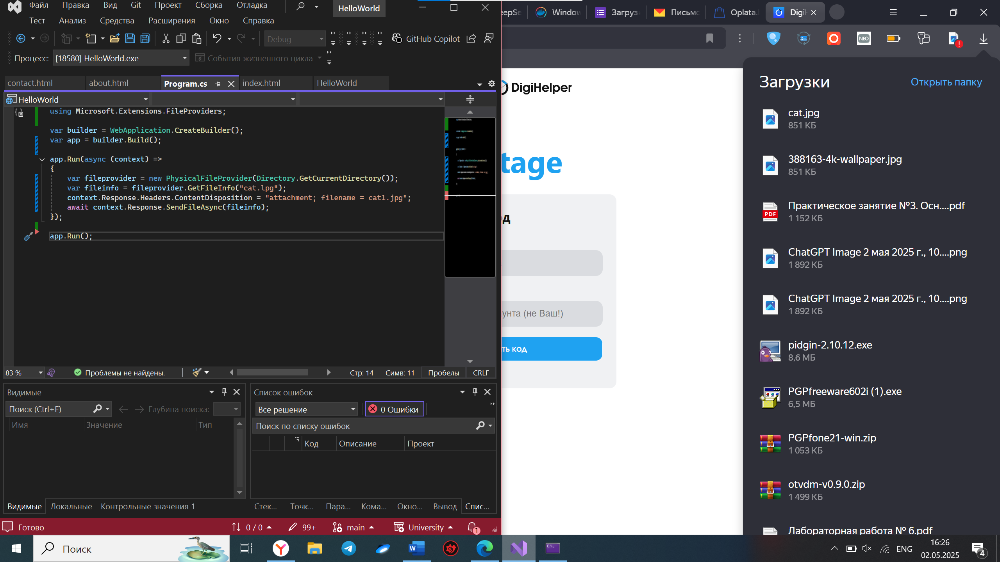 Файл Правка Вид Git Проект Сборка Отладка
HelloWorld
Тест Анализ Средства Расширения Окно Справка
Debug
GitHub Copilot
Процесс: [18580] HelloWorld.exe События жизненного цикла
contact.html about.html Program.cs index.html HelloWorld
HelloWorld
using Microsoft.Extensions.FileProviders;
var builder = WebApplication.CreateBuilder();
var app = builder.Build();
app.Run(async (context) =>
{
var fileprovider = new PhysicalFileProvider(Directory.GetCurrentDirectory());
var fileinfo = fileprovider.GetFileInfo("cat.lpg");
context.Response.Headers.ContentDisposition = "attachment; filename = cat1.jpg";
await context.Response.SendFileAsync(fileinfo);
});
app.Run();
83 % Проблемы не найдены. Стр: 14 Симв: 11 Пробелы CRLF
Видимые
Поиск (Ctrl+E) Глубина поиска:
Имя Значение Тип
Видимые Локальные Контрольные значения 1
Список ошибок
Все решение 0 Ошибки
Поиск по списку ошибок
Код Описание Проект
Стек... Точк... Пара... Кома... Окно... Вывод Спис...
Готово 0 / 0 99+ main University 1
eepSe Window Загруз Письмо Oplata. DigiH
NEO
DigiHelper
tage
од
унта (не Ваш!)
ть код
Загрузки Открыть папку
cat.jpg
851 КБ
388163-4k-wallpaper.jpg
851 КБ
PDF
Практическое занятие №3. Осн....pdf
1 152 КБ
ChatGPT Image 2 мая 2025 г., 10....png
1 892 КБ
ChatGPT Image 2 мая 2025 г., 10....png
1 892 КБ
pidgin-2.10.12.exe
8,6 МБ
PGPfreeware602i (1).exe
6,5 МБ
PGPfone21-win.zip
1 053 КБ
otvdm-v0.9.0.zip
1 499 КБ
Лабораторная работа № 6.pdf
Поиск
ENG
16:26
02.05.2025
4